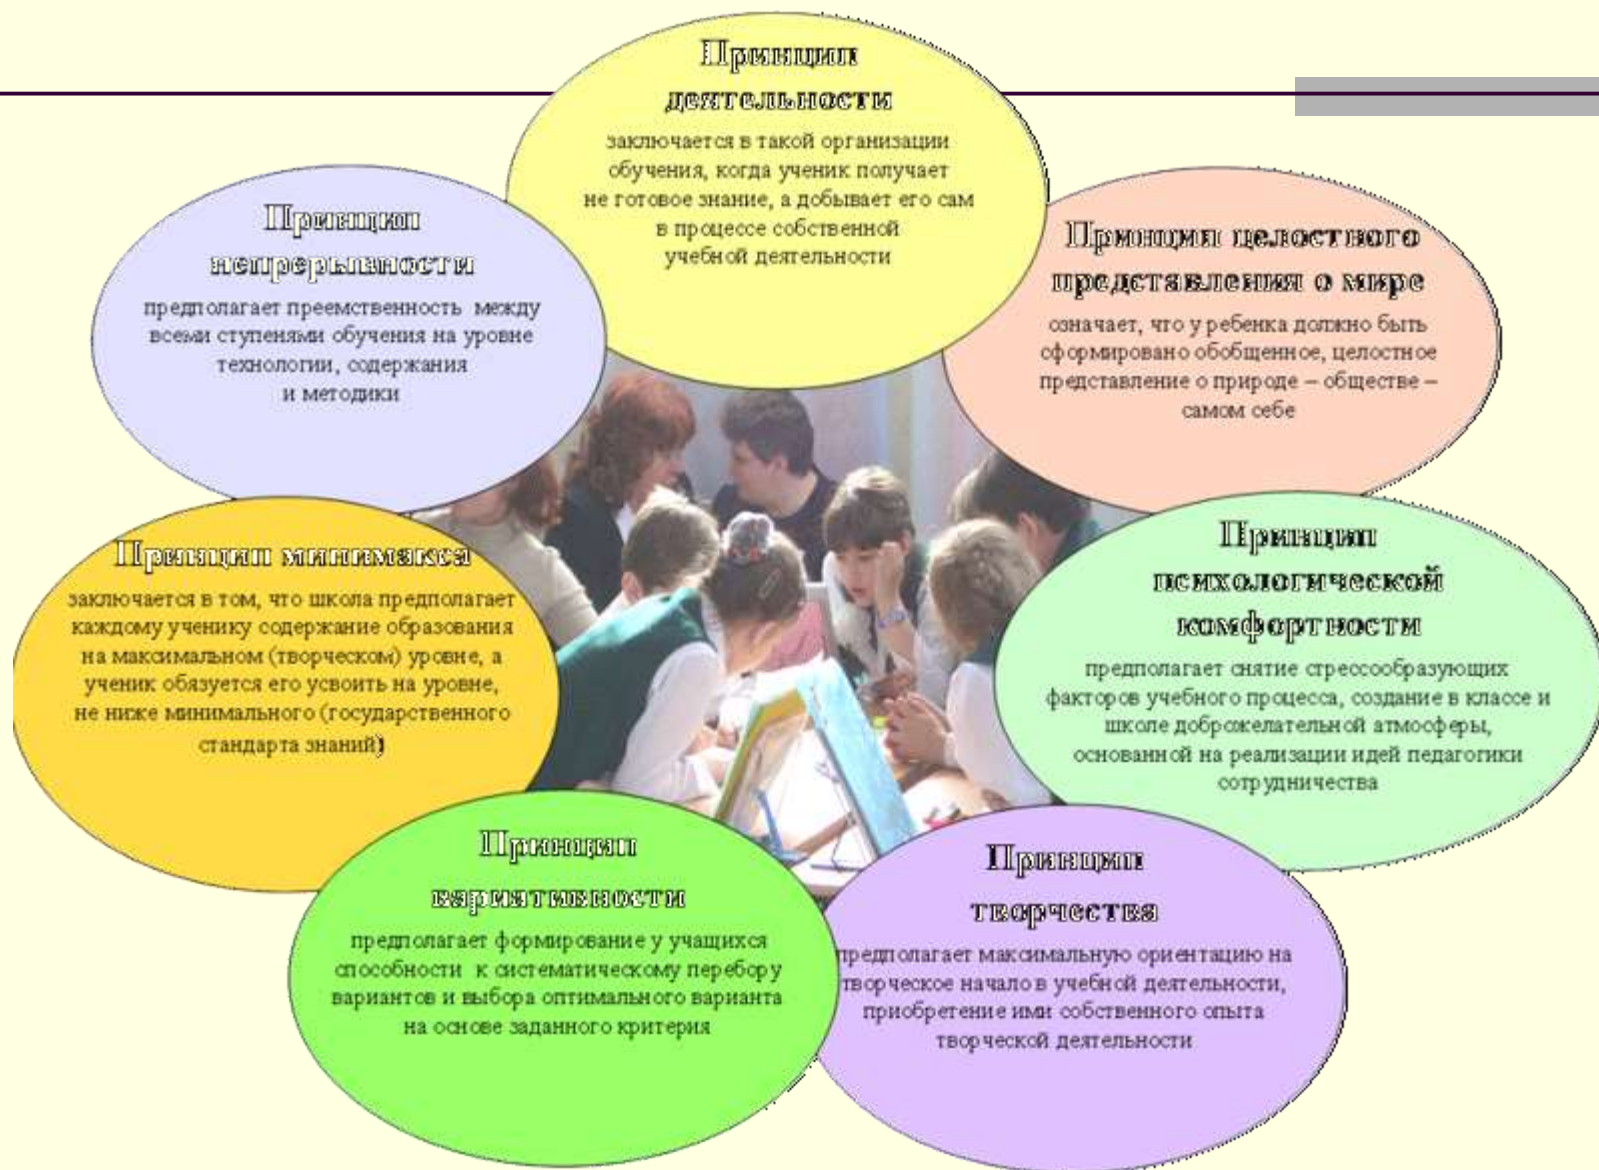 Принцип
деятельности
заключается в такой организации
обучения, когда ученик получает
не готовое знание, а добывает его сам
в процессе собственной
учебной деятельности
Принцип целостного
представления о мире
означает, что у ребенка должно быть
сформировано обобщенное, целостное
представление о природе – обществе –
самом себе
Принцип
психологической
комфортности
предполагает снятие стрессообразующих
факторов учебного процесса, создание в классе и
школе доброжелательной атмосферы,
основанной на реализации идей педагогики
сотрудничества
Принцип
творчества
предполагает максимальную ориентацию на
творческое начало в учебной деятельности,
приобретение ими собственного опыта
творческой деятельности
Принцип
вариативности
предполагает формирование у учащихся
способности к систематическому перебору
вариантов и выбора оптимального варианта
на основе заданного критерия
Принцип минимакса
заключается в том, что школа предполагает
каждому ученику содержание образования
на максимальном (творческом) уровне, а
ученик обязуется его усвоить на уровне,
не ниже минимального (государственного
стандарта знаний)
Принцип
непрерывности
предполагает преемственность между
всеми ступенями обучения на уровне
технологии, содержания
и методики